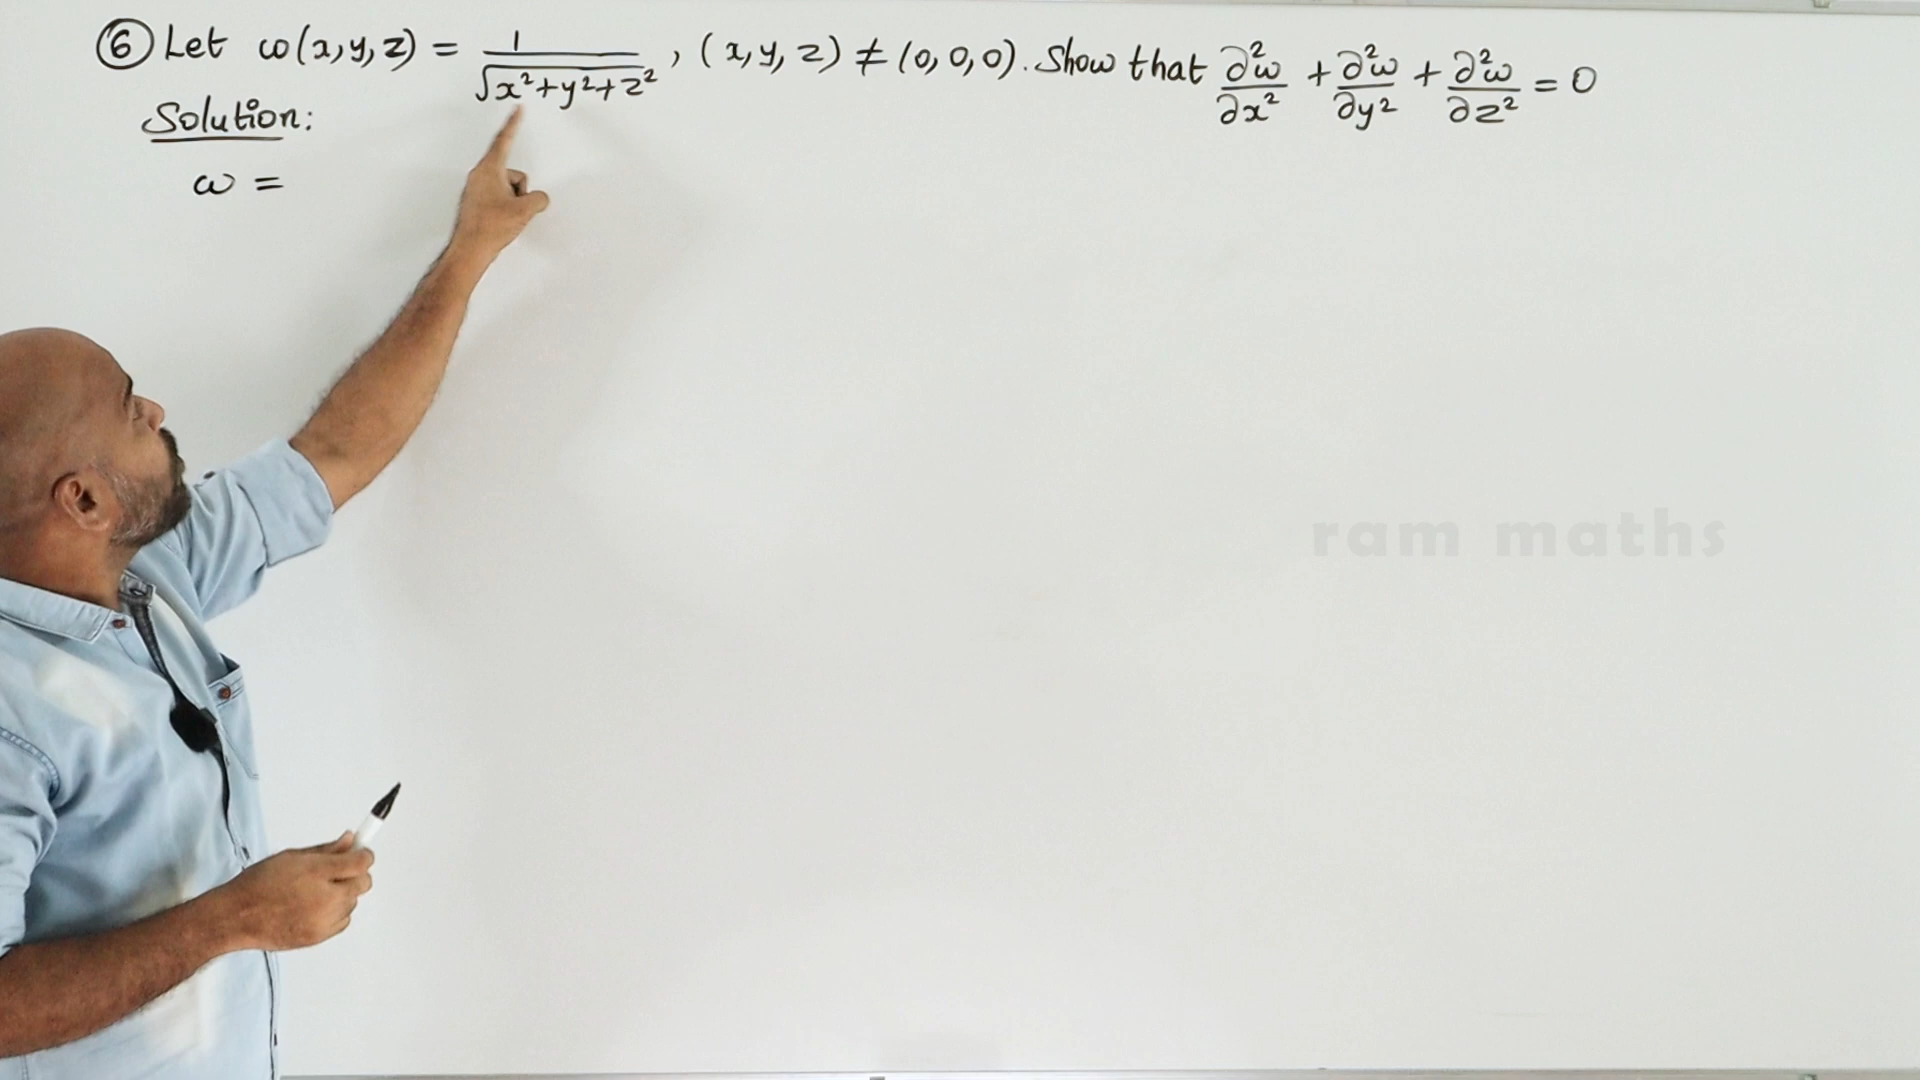 ⑥ Let ω(x,y,z) = 1/√x²+y²+z² , (x,y,z) ≠ (0,0,0). Show that ∂²ω/∂x² + ∂²ω/∂y² + ∂²ω/∂z² = 0
Solution:
ω =
ram maths